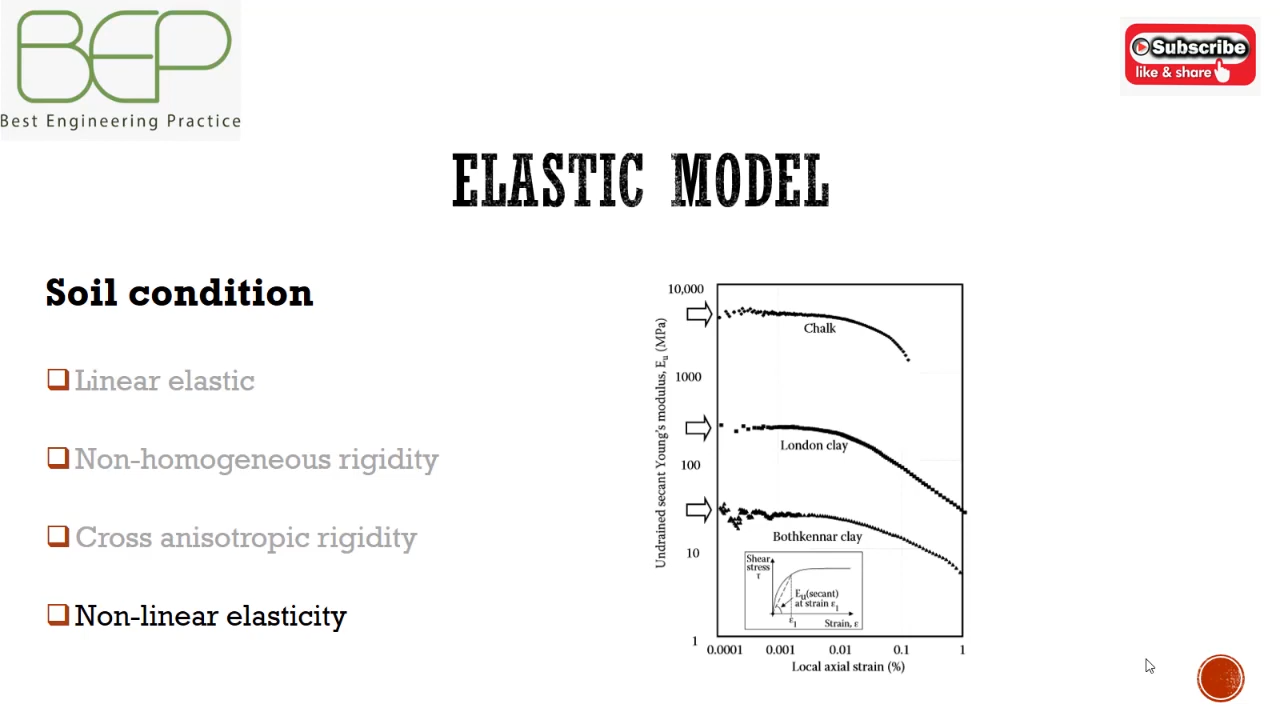 BEP
Best Engineering Practice
Subscribe
like & share
ELASTIC MODEL
Soil condition
Linear elastic
Non-homogeneous rigidity
Cross anisotropic rigidity
Non-linear elasticity
Undrained secant Young's modulus, Eu (MPa)
10,000
1000
100
10
1
Chalk
London clay
Bothkennar clay
Shear
stress
τ
Eu(secant)
at strain ε1
ε1
Strain, ε
0.0001
0.001
0.01
0.1
1
Local axial strain (%)